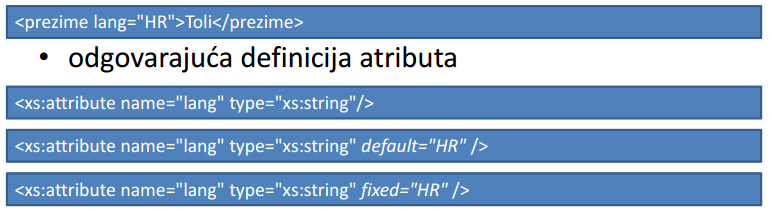 <prezime lang="HR">Toli</prezime>
• odgovarajuća definicija atributa
<xs:attribute name="lang" type="xs:string"/>
<xs:attribute name="lang" type="xs:string" default="HR" />
<xs:attribute name="lang" type="xs:string" fixed="HR" />